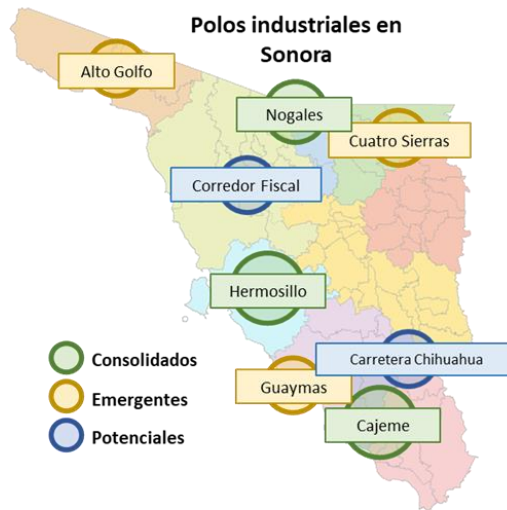 Polos industriales en
Sonora
Alto Golfo
Nogales
Cuatro Sierras
Corredor Fiscal
Hermosillo
Carretera Chihuahua
Guaymas
Cajeme
Consolidados
Emergentes
Potenciales